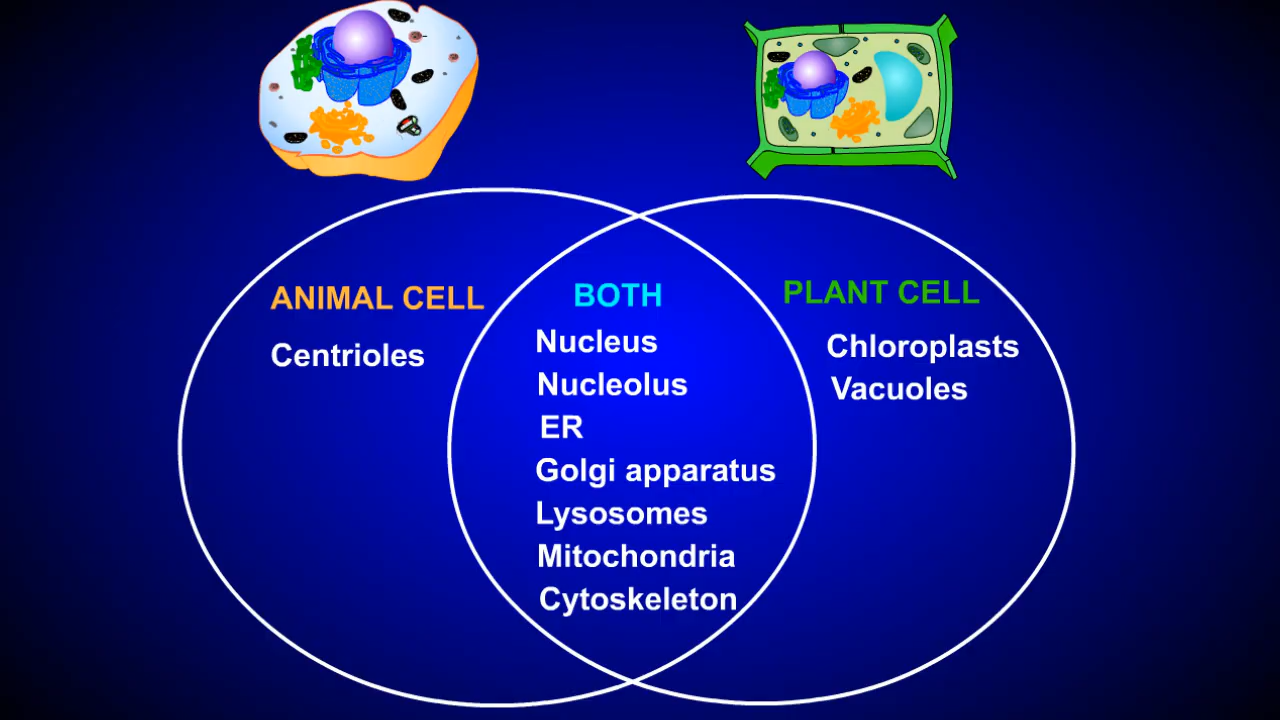 ANIMAL CELL
Centrioles
BOTH
Nucleus
Nucleolus
ER
Golgi apparatus
Lysosomes
Mitochondria
Cytoskeleton
PLANT CELL
Chloroplasts
Vacuoles